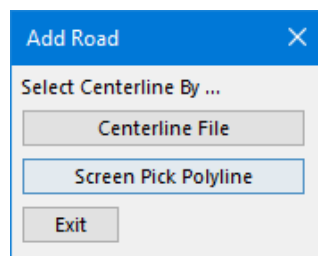 Add Road
Select Centerline By ...
Centerline File
Screen Pick Polyline
Exit